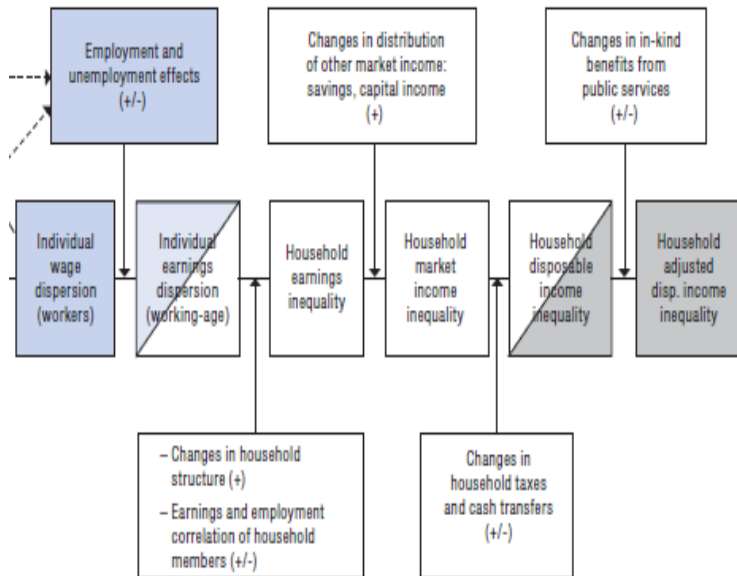 Employment and
unemployment effects
(+/-)
Changes in distribution
of other market income:
savings, capital income
(+)
Changes in in-kind
benefits from
public services
(+/-)
Individual
wage
dispersion
(workers)
Individual
earnings
dispersion
(working-age)
Household
earnings
inequality
Household
market
income
inequality
Household
disposable
income
inequality
Household
adjusted
disp. income
inequality
– Changes in household
structure (+)
– Earnings and employment
correlation of household
members (+/-)
Changes in
household taxes
and cash transfers
(+/-)